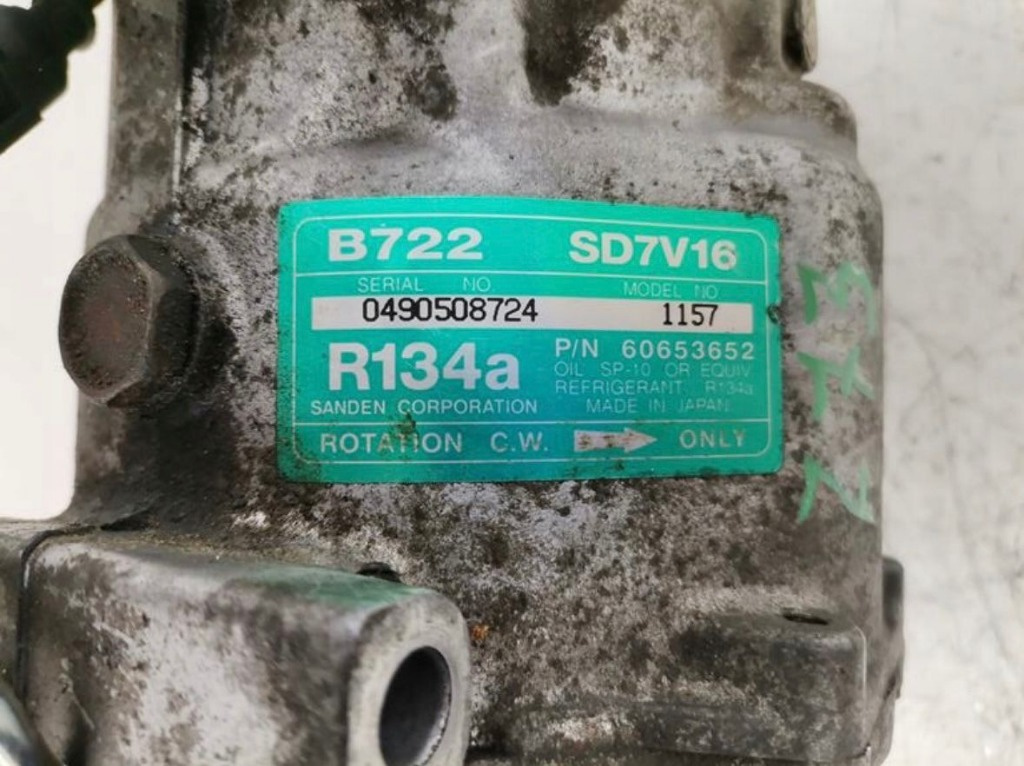 B722 SD7V16
SERIAL NO. MODEL NO
0490508724 1157
R134a P/N 60653652
OIL SP-10 OR EQUIV
REFRIGERANT R134a
SANDEN CORPORATION MADE IN JAPAN
ROTATION C.W. ONLY